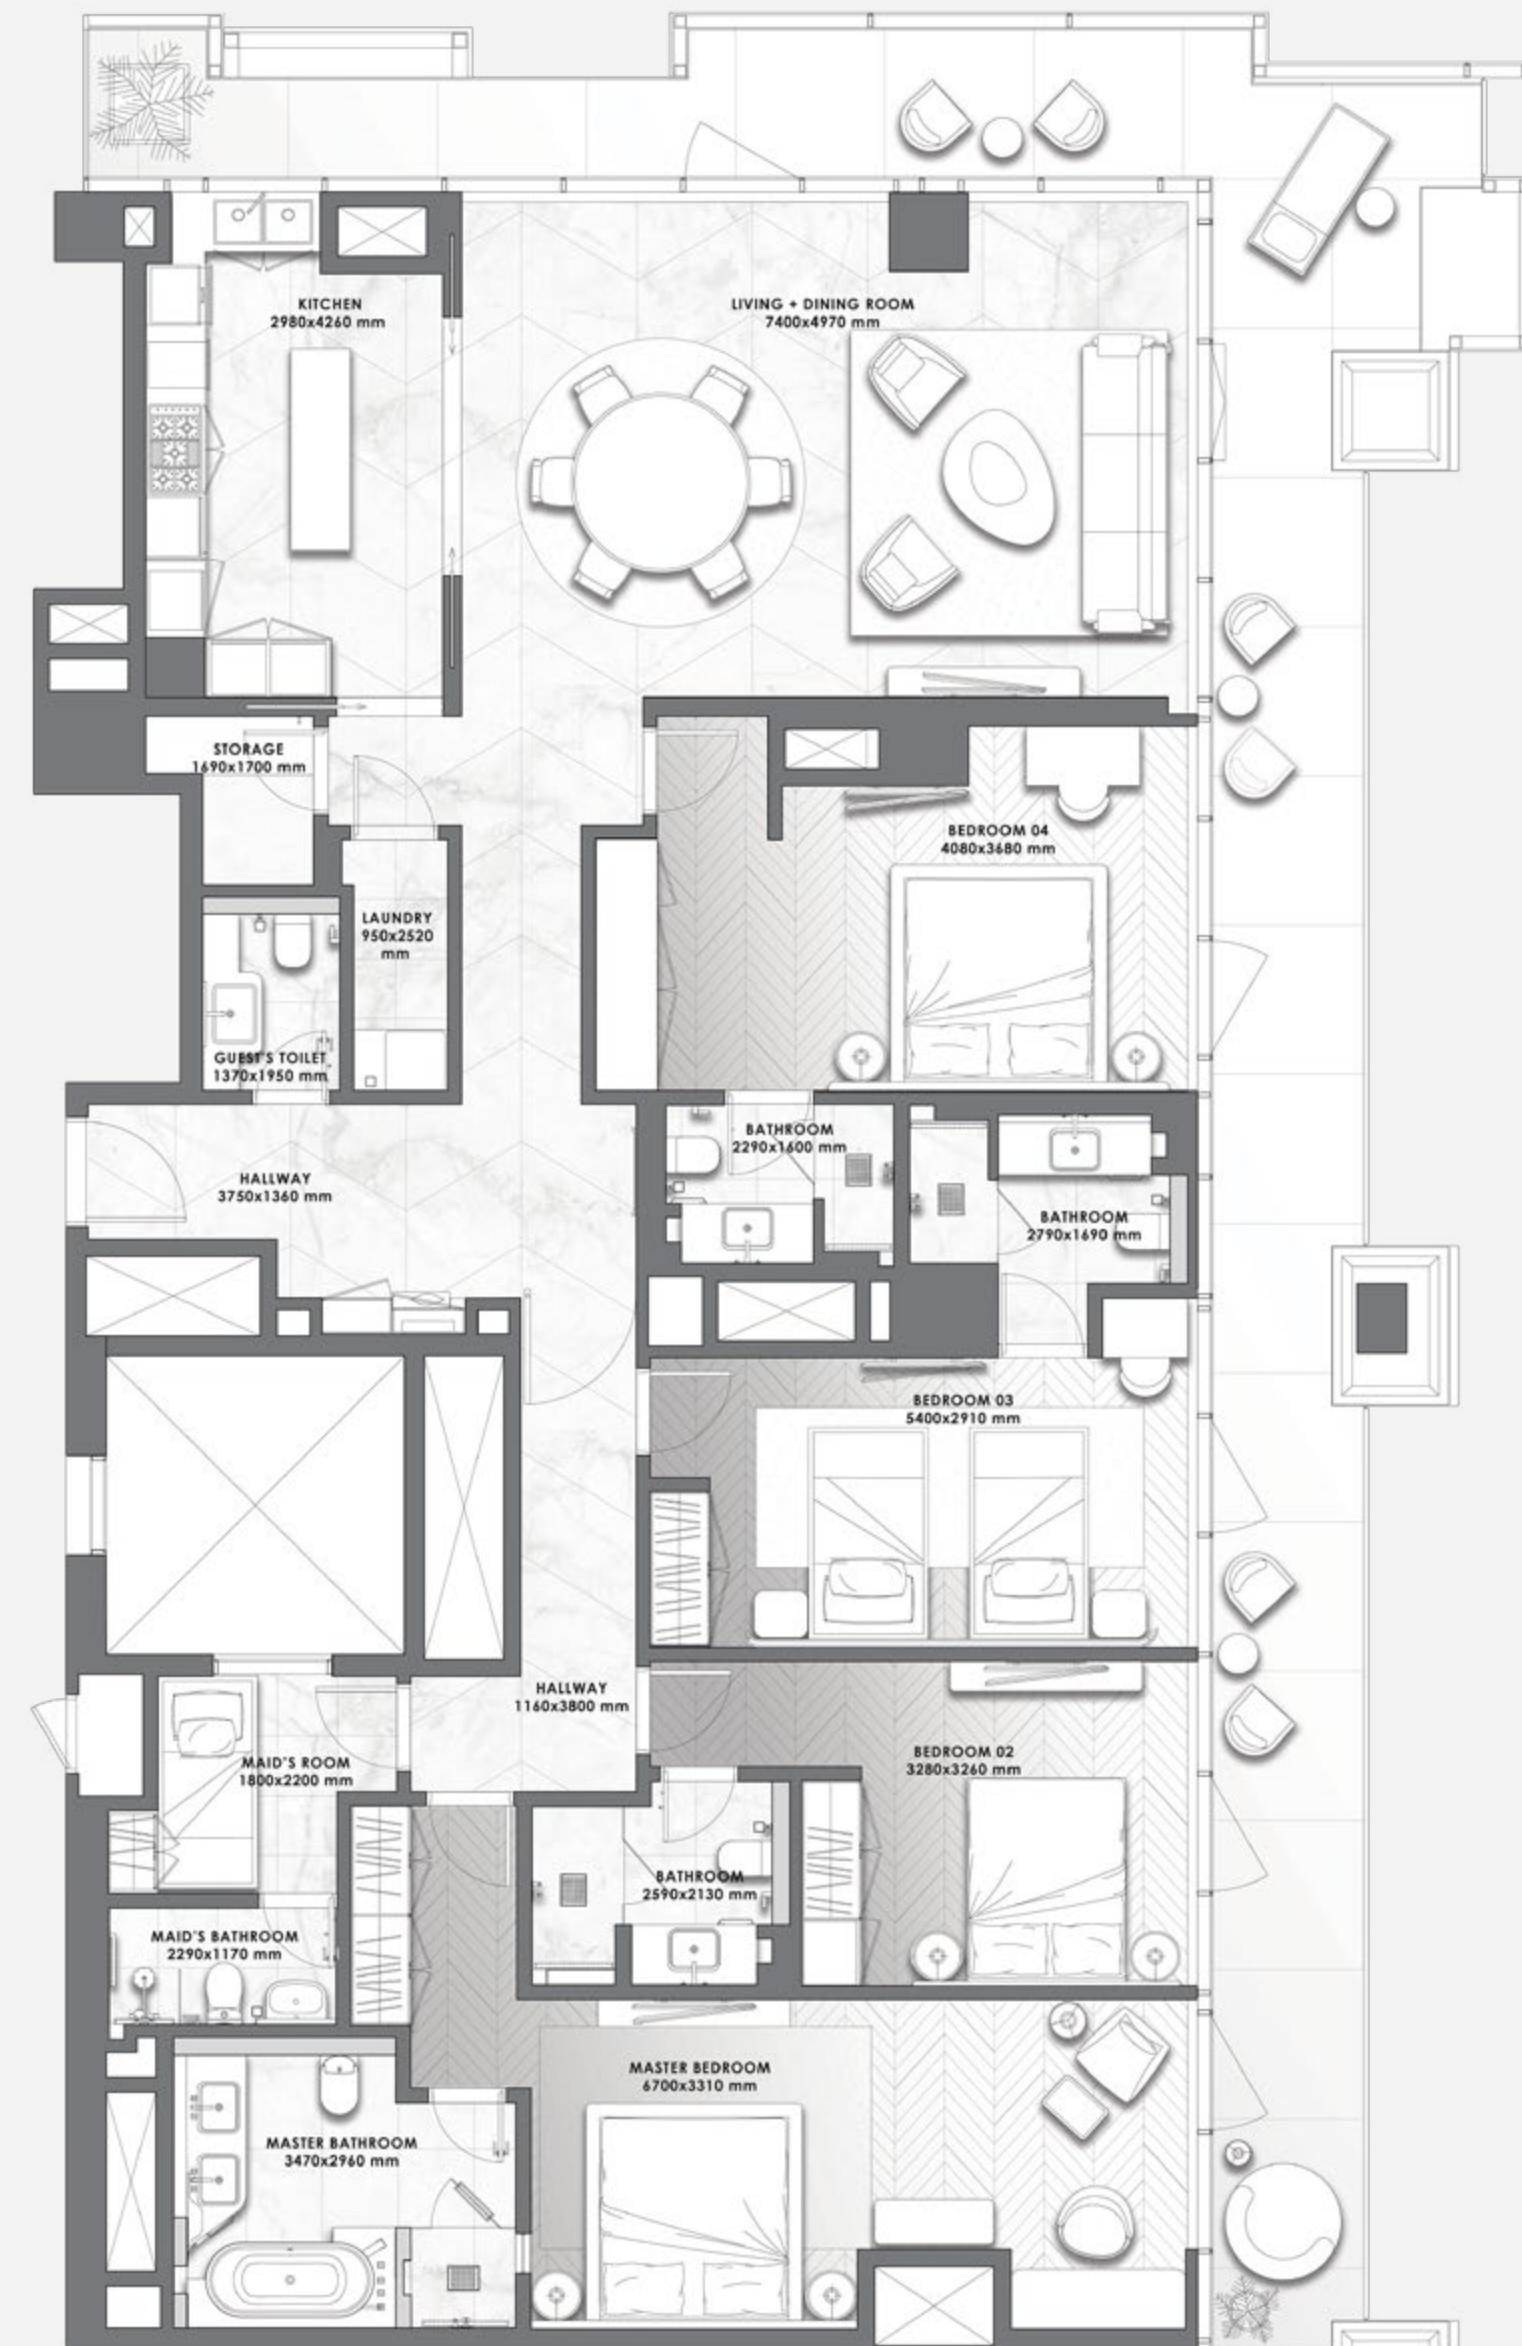 KITCHEN
2980x4260 mm
LIVING + DINING ROOM
7400x4970 mm
STORAGE
1690x1700 mm
BEDROOM 04
4080x3680 mm
LAUNDRY
950x2520
mm
GUEST'S TOILET
1370x1950 mm
BATHROOM
2290x1600 mm
HALLWAY
3750x1360 mm
BATHROOM
2790x1690 mm
BEDROOM 03
5400x2910 mm
HALLWAY
1160x3800 mm
BEDROOM 02
3280x3260 mm
MAID'S ROOM
1800x2200 mm
BATHROOM
2590x2130 mm
MAID'S BATHROOM
2290x1170 mm
MASTER BEDROOM
6700x3310 mm
MASTER BATHROOM
3470x2960 mm